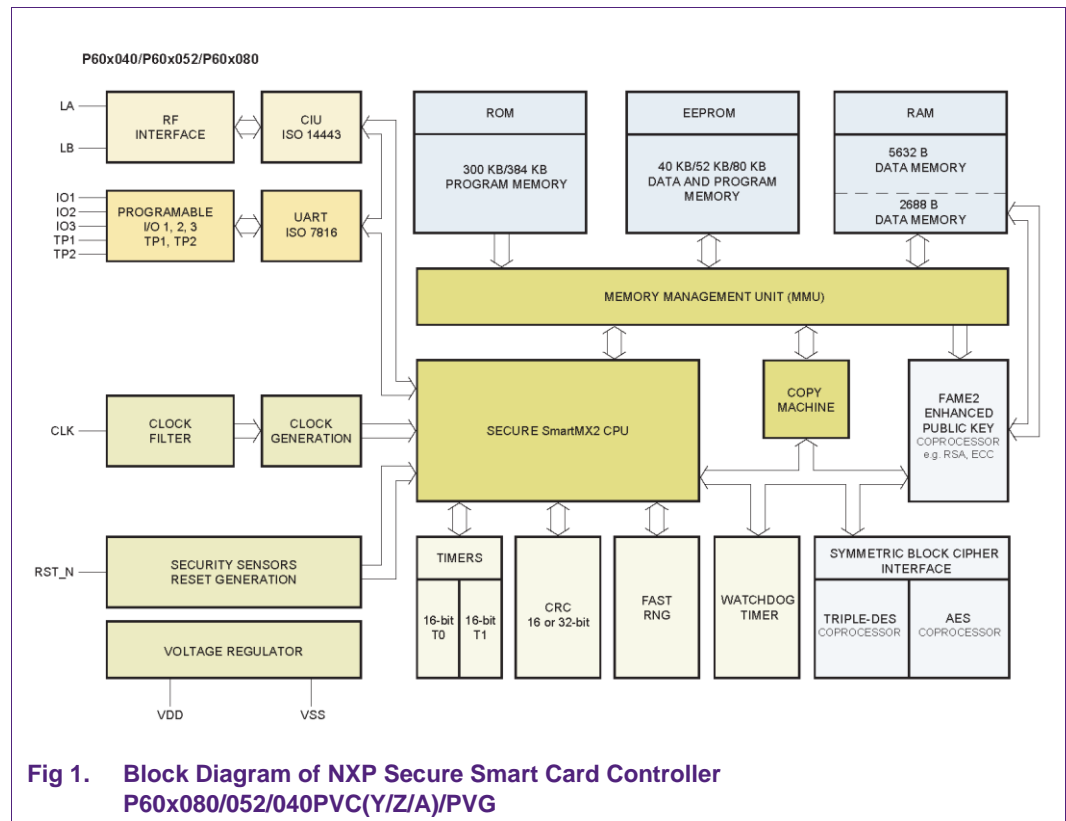 P60x040/P60x052/P60x080
LA
LB
RF
INTERFACE
CIU
ISO 14443
IO1
IO2
IO3
TP1
TP2
PROGRAMABLE
I/O 1, 2, 3
TP1, TP2
UART
ISO 7816
ROM
300 KB/384 KB
PROGRAM MEMORY
EEPROM
40 KB/52 KB/80 KB
DATA AND PROGRAM
MEMORY
RAM
5632 B
DATA MEMORY
2688 B
DATA MEMORY
MEMORY MANAGEMENT UNIT (MMU)
CLK
CLOCK
FILTER
CLOCK
GENERATION
SECURE SmartMX2 CPU
COPY
MACHINE
FAME2
ENHANCED
PUBLIC KEY
COPROCESSOR
e.g. RSA, ECC
RST_N
SECURITY SENSORS
RESET GENERATION
VOLTAGE REGULATOR
VDD
VSS
TIMERS
16-bit
T0
16-bit
T1
CRC
16 or 32-bit
FAST
RNG
WATCHDOG
TIMER
SYMMETRIC BLOCK CIPHER
INTERFACE
TRIPLE-DES
COPROCESSOR
AES
COPROCESSOR
Fig 1. Block Diagram of NXP Secure Smart Card Controller
P60x080/052/040PVC(Y/Z/A)/PVG